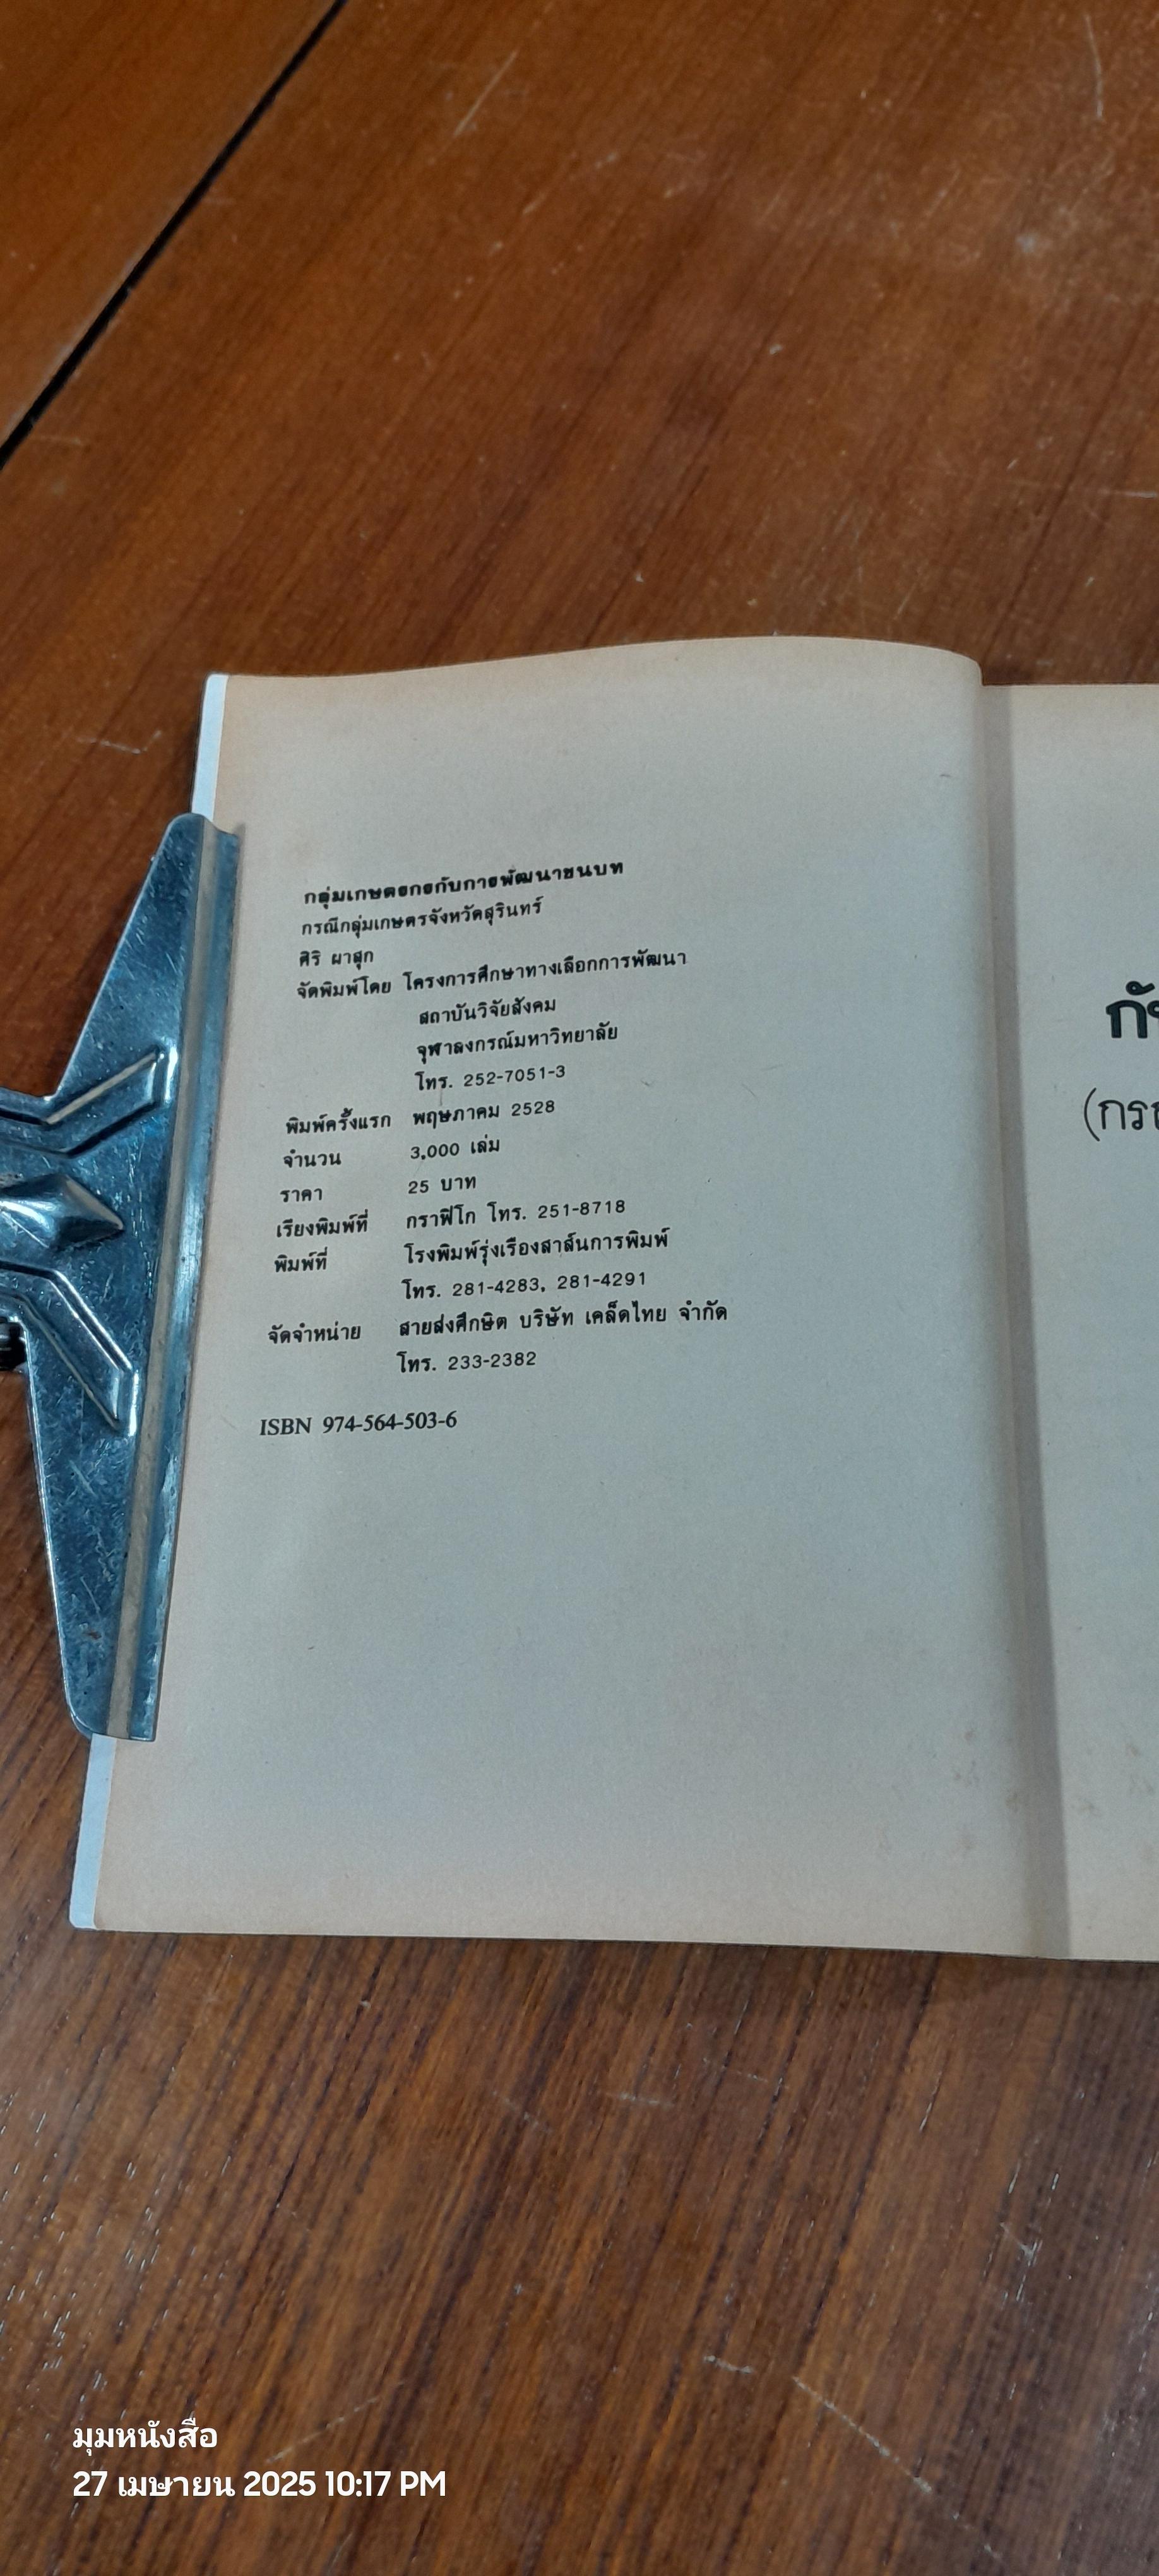 กลุ่มเกษตรกรกับการพัฒนาชนบท
กรณีกลุ่มเกษตรจังหวัดสุรินทร์
ศิริ ผาสุก
จัดพิมพ์โดย โครงการศึกษาทางเลือกการพัฒนา
สถาบันวิจัยสังคม
จุฬาลงกรณ์มหาวิทยาลัย
โทร. 252-7051-3
พิมพ์ครั้งแรก พฤษภาคม 2528
จำนวน 3,000 เล่ม
ราคา 25 บาท
เรียงพิมพ์ที่ กราฟิโก โทร. 251-8718
พิมพ์ที่ โรงพิมพ์รุ่งเรืองสาส์นการพิมพ์
โทร. 281-4283, 281-4291
จัดจำหน่าย สายส่งศึกษิต บริษัท เคล็ดไทย จำกัด
โทร. 233-2382
ISBN 974-564-503-6
มุมหนังสือ
27 เมษายน 2025 10:17 PM